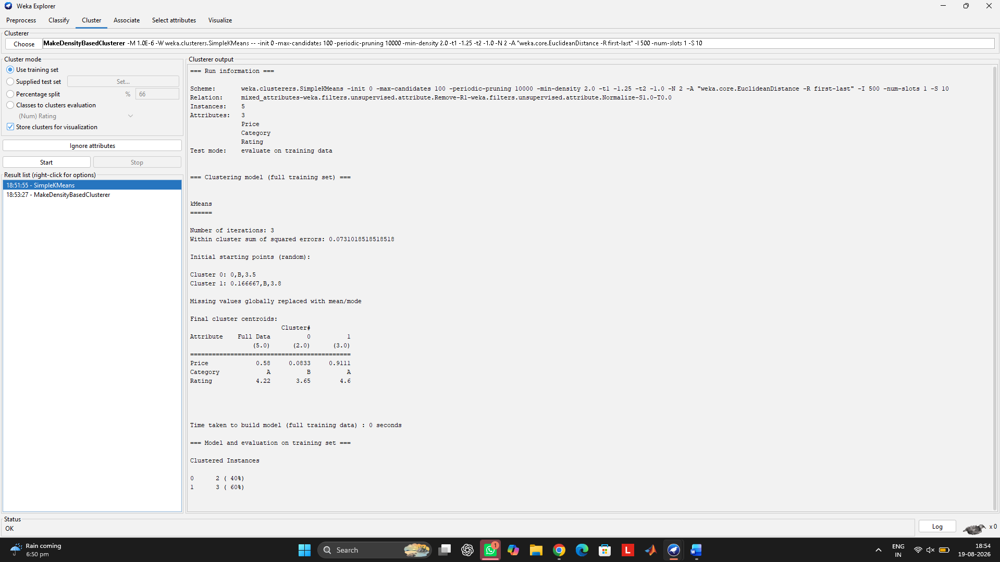 Weka Explorer
Preprocess Classify Cluster Associate Select attributes Visualize
Clusterer
Choose MakeDensityBasedClusterer -M 1.0E-6 -W weka.clusterers.SimpleKMeans -- -init 0 -max-candidates 100 -periodic-pruning 10000 -min-density 2.0 -t1 -1.25 -t2 -1.0 -N 2 -A "weka.core.EuclideanDistance -R first-last" -I 500 -num-slots 1 -S 10
Cluster mode
Use training set
Supplied test set Set...
Percentage split % 66
Classes to clusters evaluation
(Num) Rating
Store clusters for visualization
Ignore attributes
Start Stop
Result list (right-click for options)
18:51:55 - SimpleKMeans
18:53:27 - MakeDensityBasedClusterer
Clusterer output
=== Run information ===
Scheme: weka.clusterers.SimpleKMeans -init 0 -max-candidates 100 -periodic-pruning 10000 -min-density 2.0 -t1 -1.25 -t2 -1.0 -N 2 -A "weka.core.EuclideanDistance -R first-last" -I 500 -num-slots 1 -S 10
Relation: mixed_attributes-weka.filters.unsupervised.attribute.Remove-R1-weka.filters.unsupervised.attribute.Normalize-S1.0-T0.0
Instances: 5
Attributes: 3
Price
Category
Rating
Test mode: evaluate on training data
=== Clustering model (full training set) ===
kMeans
======
Number of iterations: 3
Within cluster sum of squared errors: 0.0731018518518518
Initial starting points (random):
Cluster 0: 0,B,3.5
Cluster 1: 0.166667,B,3.8
Missing values globally replaced with mean/mode
Final cluster centroids:
Cluster#
Attribute Full Data 0 1
(5.0) (2.0) (3.0)
============================================
Price 0.58 0.0833 0.9111
Category A B A
Rating 4.22 3.65 4.6
Time taken to build model (full training data) : 0 seconds
=== Model and evaluation on training set ===
Clustered Instances
0 2 ( 40%)
1 3 ( 60%)
Status
OK
Log x 0
Rain coming
6:50 pm
Search
1
L
W
ENG
IN
18:54
19-08-2026